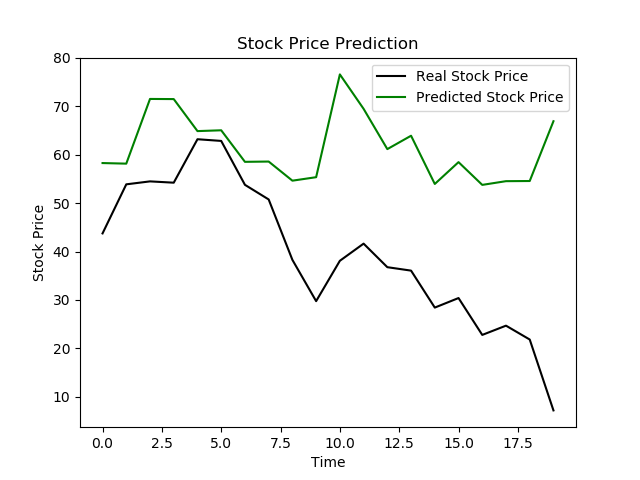 Stock Price Prediction
Real Stock Price
Predicted Stock Price
Stock Price
80
70
60
50
40
30
20
10
0.0 2.5 5.0 7.5 10.0 12.5 15.0 17.5
Time